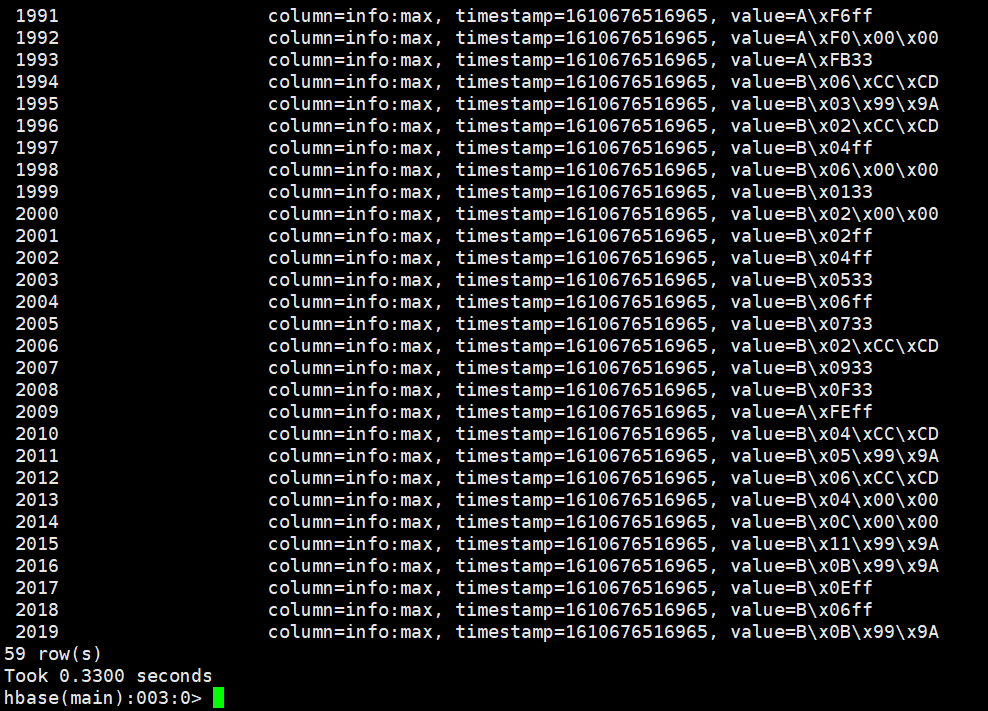 1991 column=info:max, timestamp=1610676516965, value=A\xF6ff
1992 column=info:max, timestamp=1610676516965, value=A\xF0\x00\x00
1993 column=info:max, timestamp=1610676516965, value=A\xFB33
1994 column=info:max, timestamp=1610676516965, value=B\x06\xCC\xCD
1995 column=info:max, timestamp=1610676516965, value=B\x03\x99\x9A
1996 column=info:max, timestamp=1610676516965, value=B\x02\xCC\xCD
1997 column=info:max, timestamp=1610676516965, value=B\x04ff
1998 column=info:max, timestamp=1610676516965, value=B\x06\x00\x00
1999 column=info:max, timestamp=1610676516965, value=B\x0133
2000 column=info:max, timestamp=1610676516965, value=B\x02\x00\x00
2001 column=info:max, timestamp=1610676516965, value=B\x02ff
2002 column=info:max, timestamp=1610676516965, value=B\x04ff
2003 column=info:max, timestamp=1610676516965, value=B\x0533
2004 column=info:max, timestamp=1610676516965, value=B\x06ff
2005 column=info:max, timestamp=1610676516965, value=B\x0733
2006 column=info:max, timestamp=1610676516965, value=B\x02\xCC\xCD
2007 column=info:max, timestamp=1610676516965, value=B\x0933
2008 column=info:max, timestamp=1610676516965, value=B\x0F33
2009 column=info:max, timestamp=1610676516965, value=A\xFEff
2010 column=info:max, timestamp=1610676516965, value=B\x04\xCC\xCD
2011 column=info:max, timestamp=1610676516965, value=B\x05\x99\x9A
2012 column=info:max, timestamp=1610676516965, value=B\x06\xCC\xCD
2013 column=info:max, timestamp=1610676516965, value=B\x04\x00\x00
2014 column=info:max, timestamp=1610676516965, value=B\x0C\x00\x00
2015 column=info:max, timestamp=1610676516965, value=B\x11\x99\x9A
2016 column=info:max, timestamp=1610676516965, value=B\x0B\x99\x9A
2017 column=info:max, timestamp=1610676516965, value=B\x0Eff
2018 column=info:max, timestamp=1610676516965, value=B\x06ff
2019 column=info:max, timestamp=1610676516965, value=B\x0B\x99\x9A
59 row(s)
Took 0.3300 seconds
hbase(main):003:0>